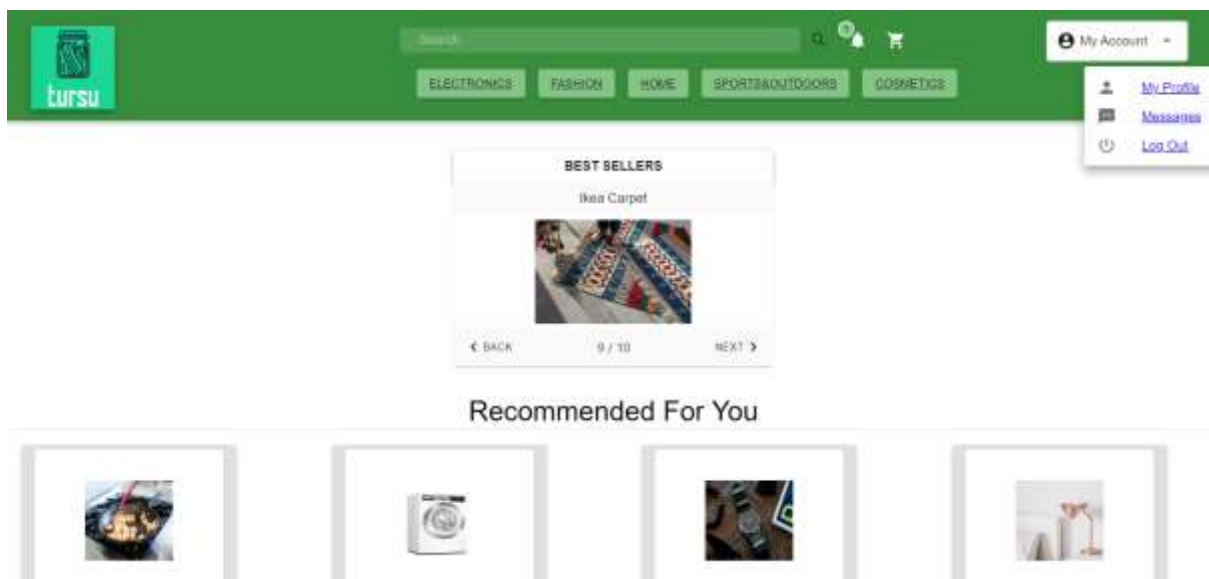 tursu
Search
My Account
ELECTRONICS FASHION HOME SPORTS&OUTDOORS COSMETICS
My Profile
Messages
Log Out
BEST SELLERS
Ikea Carpet
BACK 9 / 10 NEXT
Recommended For You